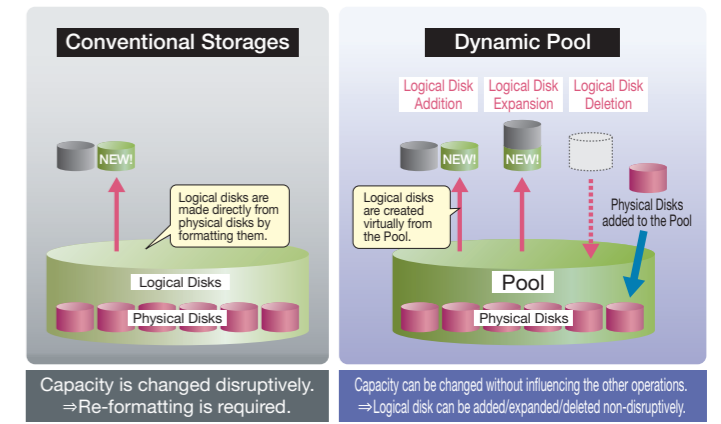 Conventional Storages
NEW!
Logical disks are
made directly from
physical disks by
formatting them.
Logical Disks
Physical Disks
Capacity is changed disruptively.
⇒Re-formatting is required.
Dynamic Pool
Logical Disk
Addition
Logical Disk
Expansion
Logical Disk
Deletion
NEW!
NEW!
Logical disks
are created
virtually from
the Pool.
Physical Disks
added to the Pool
Pool
Physical Disks
Capacity can be changed without influencing the other operations.
⇒Logical disk can be added/expanded/deleted non-disruptively.